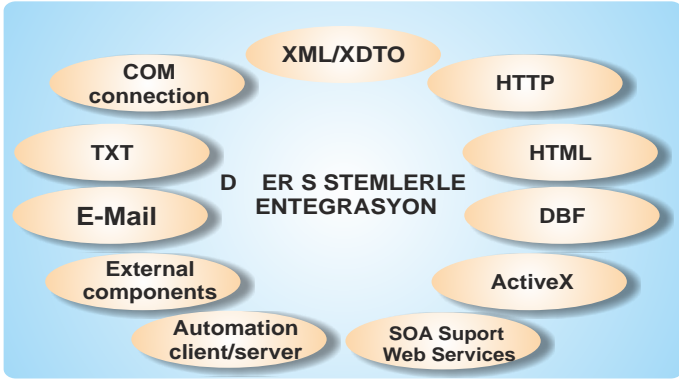 XML/XDTO
COM
connection
HTTP
TXT
HTML
D ER S STEMLERLE
ENTEGRASYON
E-Mail
DBF
External
components
ActiveX
Automation
client/server
SOA Suport
Web Services